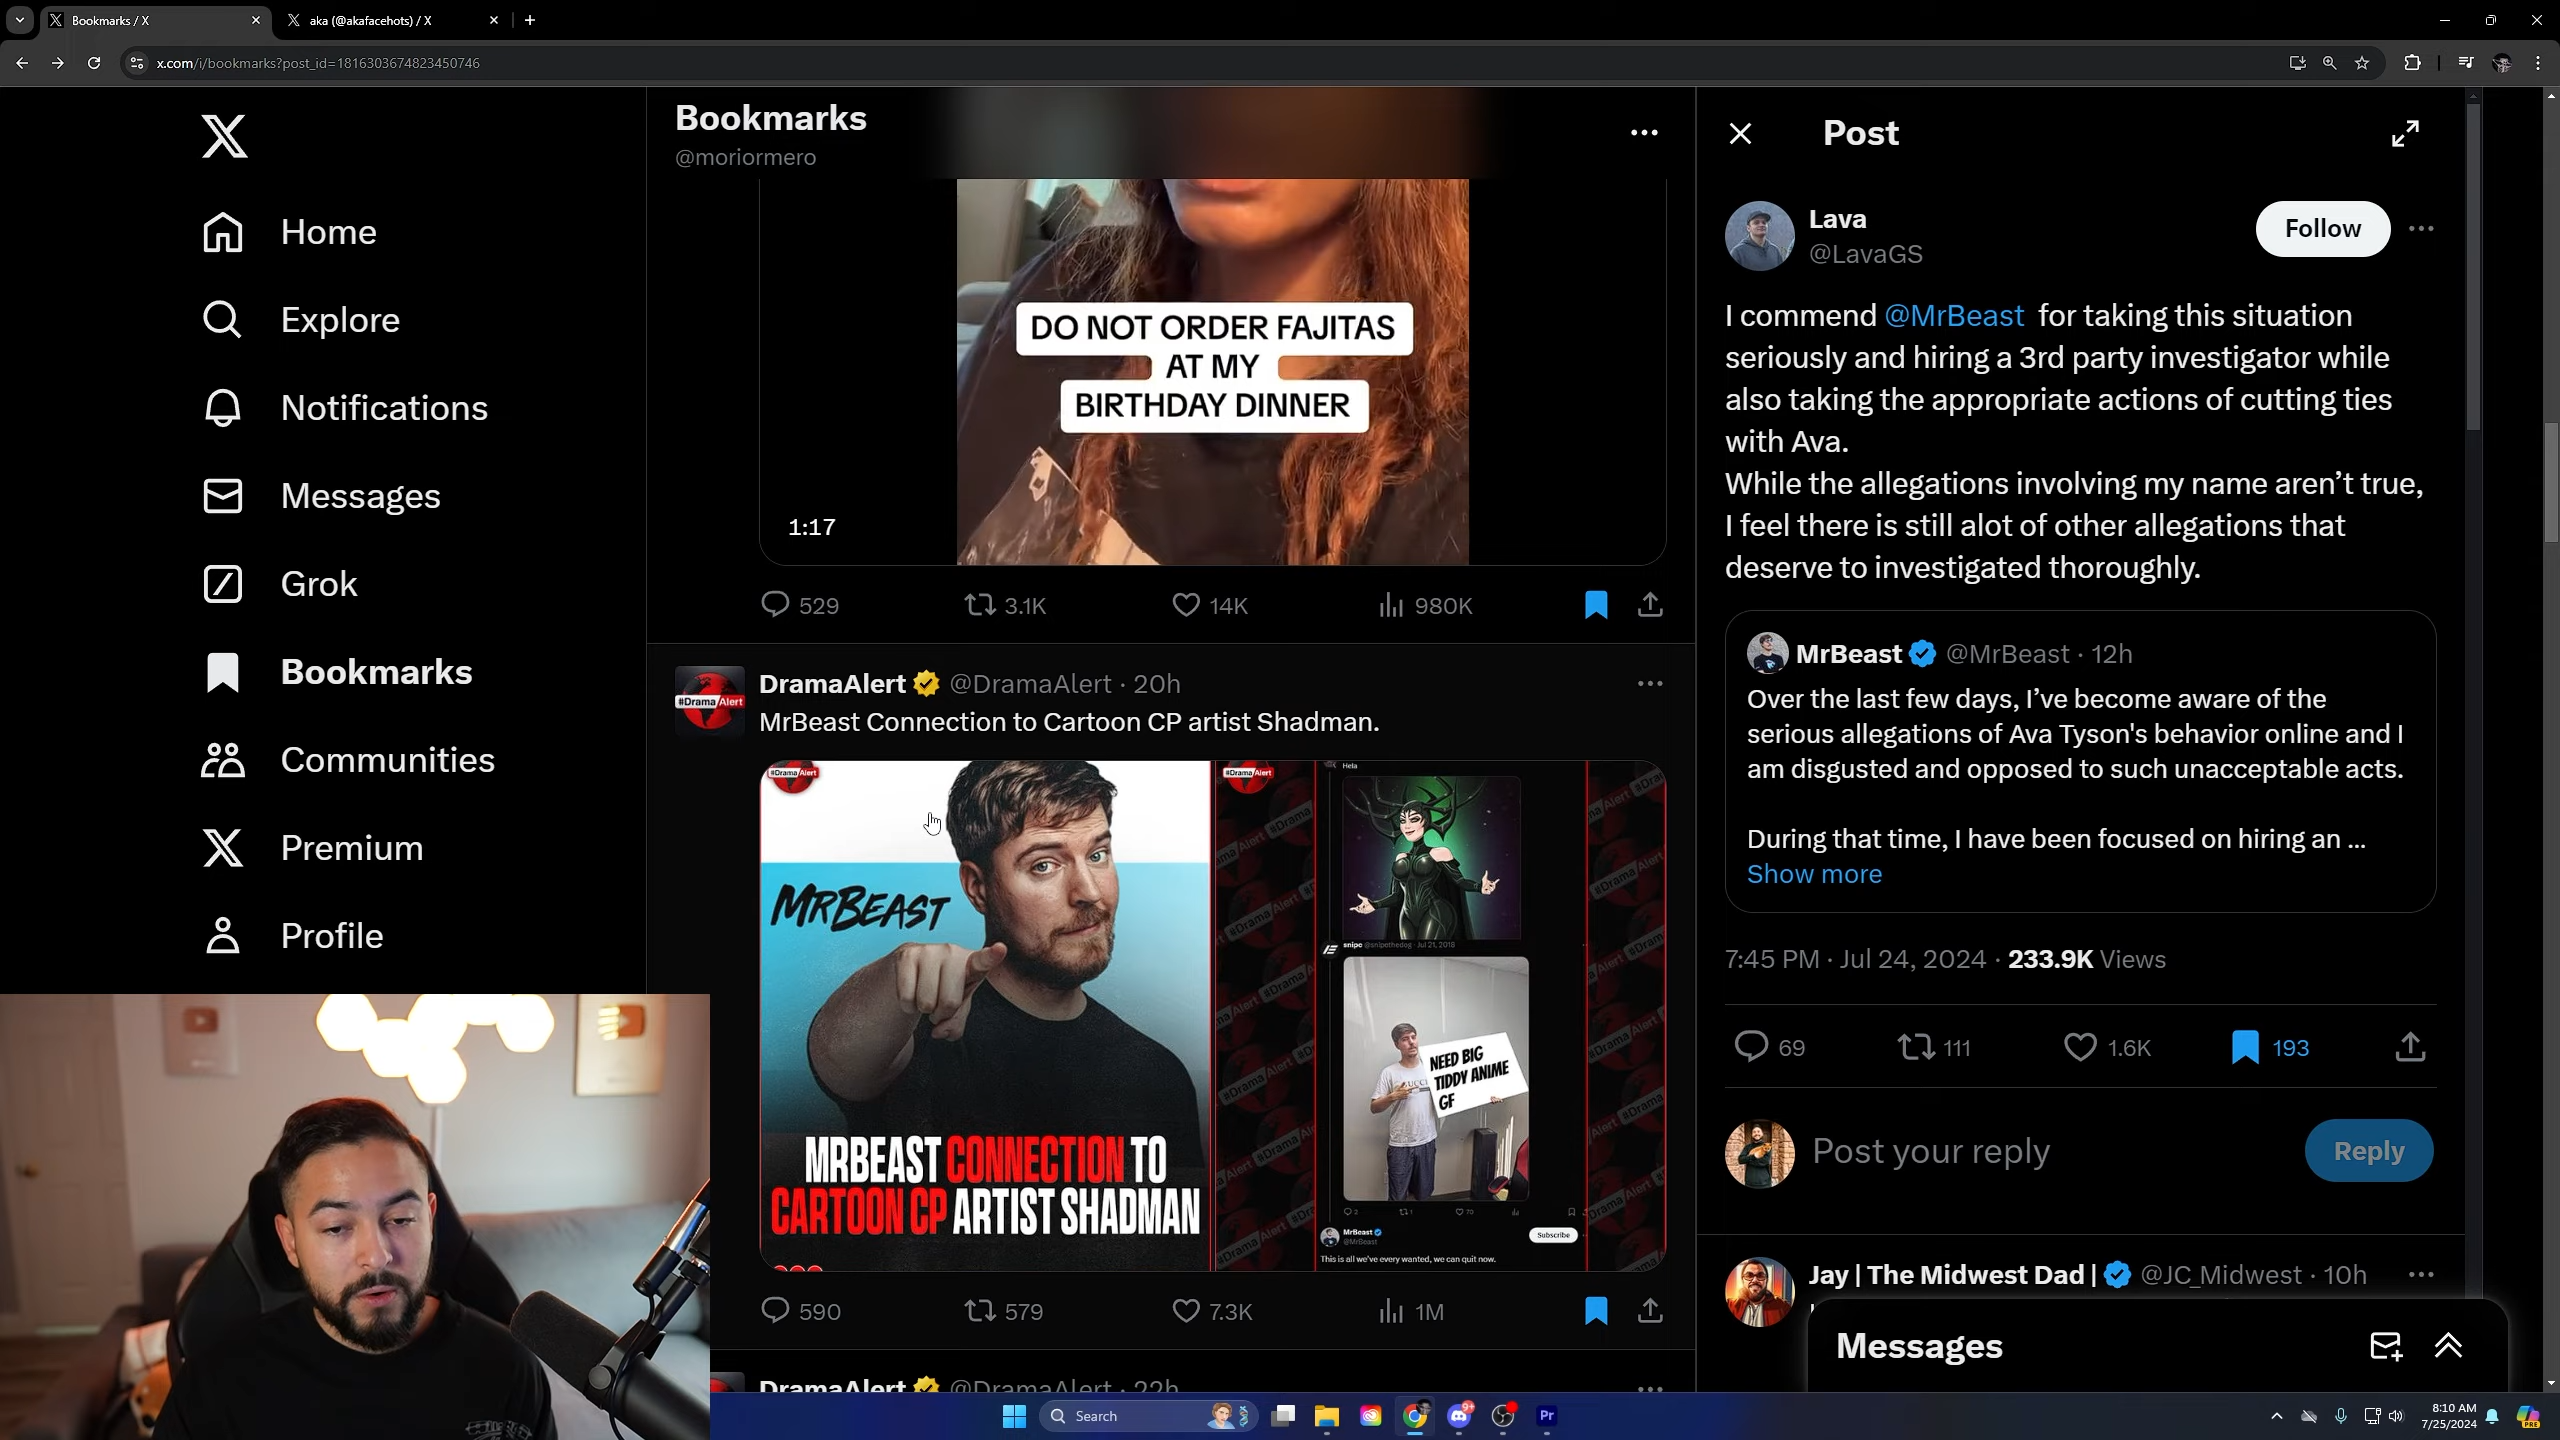 Bookmarks / X
aka (@akafacehots) / X
x.com/i/bookmarks?post_id=1816303674823450746
Home
Explore
Notifications
Messages
Grok
Bookmarks
Communities
Premium
Profile
Bookmarks
@moriormero
DO NOT ORDER FAJITAS
AT MY
BIRTHDAY DINNER
1:17
529
3.1K
14K
980K
#DramaAlert
DramaAlert @DramaAlert · 20h
MrBeast Connection to Cartoon CP artist Shadman.
#DramaAlert
MRBEAST
MRBEAST CONNECTION TO
CARTOON CP ARTIST SHADMAN
#DramaAlert
Hela
snipe @snipethedog · Jul 21, 2018
NEED BIG
TIDDY ANIME
GF
MrBeast
@MrBeast
Subscribe
This is all we've every wanted, we can quit now.
590
579
7.3K
1M
DramaAlert @DramaAlert · 22h
Post
Lava
@LavaGS
Follow
I commend @MrBeast for taking this situation
seriously and hiring a 3rd party investigator while
also taking the appropriate actions of cutting ties
with Ava.
While the allegations involving my name aren’t true,
I feel there is still alot of other allegations that
deserve to investigated thoroughly.
MrBeast @MrBeast · 12h
Over the last few days, I’ve become aware of the
serious allegations of Ava Tyson's behavior online and I
am disgusted and opposed to such unacceptable acts.
During that time, I have been focused on hiring an ...
Show more
7:45 PM · Jul 24, 2024 · 233.9K Views
69
111
1.6K
193
Post your reply
Reply
Jay | The Midwest Dad | @JC_Midwest · 10h
Messages
Search
Pr
8:10 AM
7/25/2024